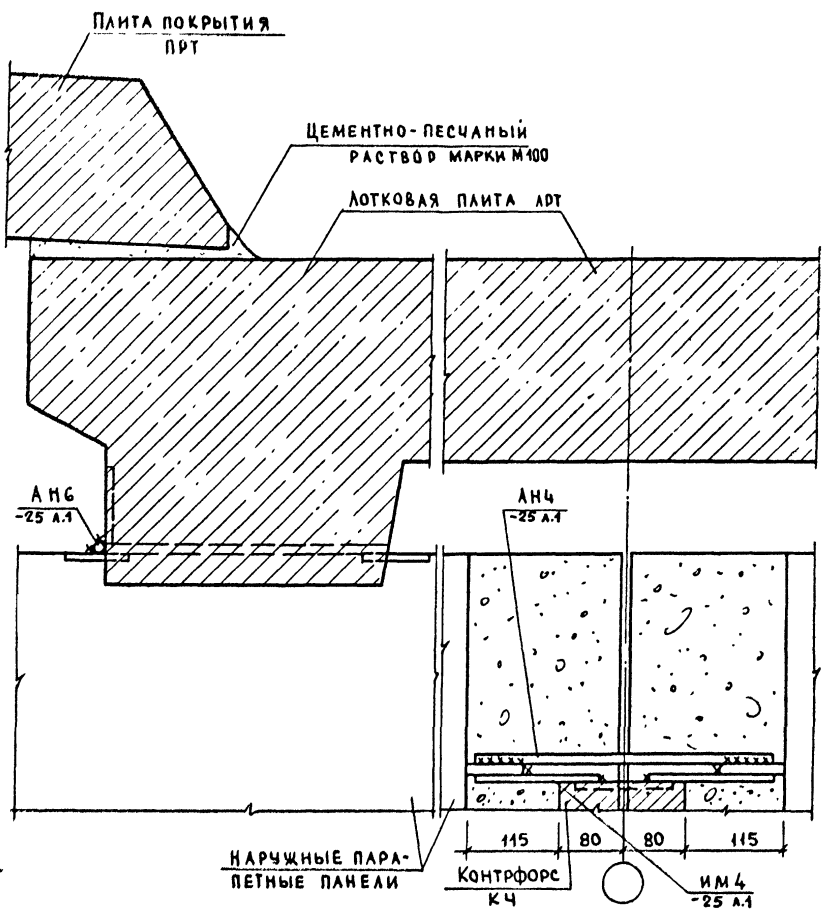 Плита покрытия
ПРТ
Цементно-песчаный
раствор марки М100
Лотковая плита ЛРТ
АН6
-25 л.1
АН4
-25 л.1
115
80
80
115
Наружные пара-
петные панели
Контрфорс
КЧ
ИМ4
-25 л.1